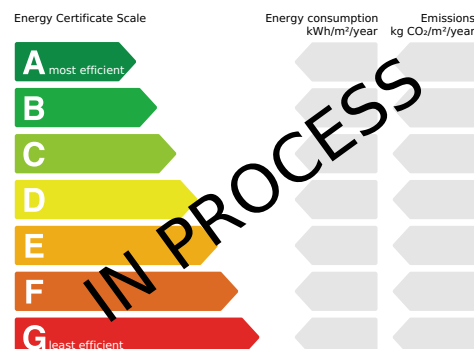 Energy Certificate Scale
Energy consumption
kWh/m²/year
Emissions
kg CO₂/m²/year
A most efficient
B
C
D
E
F
G least efficient
IN PROCESS